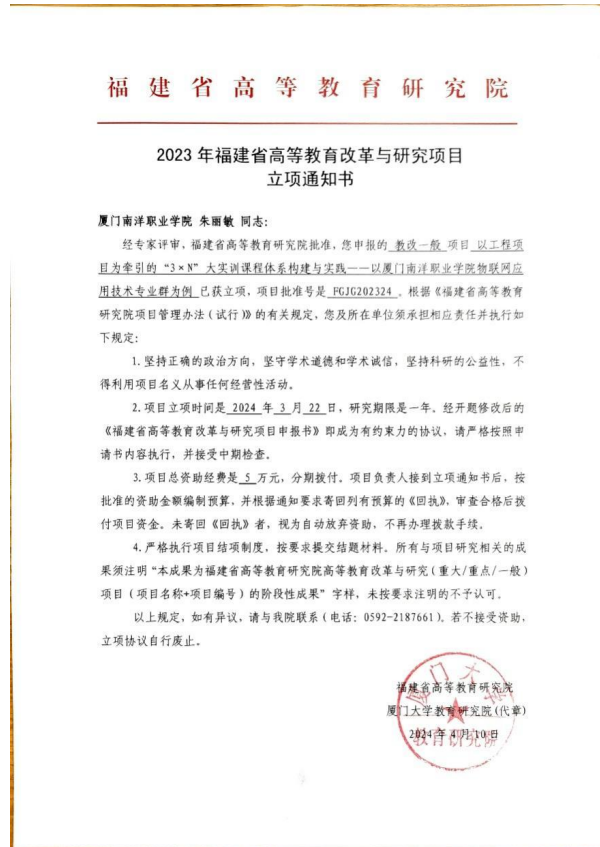 福建省高等教育研究院
2023 年福建省高等教育改革与研究项目
立项通知书
厦门南洋职业学院 朱丽敏 同志：
经专家评审，福建省高等教育研究院批准，您申报的 教改一般 项目 以工程项
目为牵引的“3×N”大实训课程体系构建与实践——以厦门南洋职业学院物联网应
用技术专业群为例 已获立项，项目批准号是 FGJG202324 。根据《福建省高等教育
研究院项目管理办法（试行）》的有关规定，您及所在单位须承担相应责任并执行如
下规定：
1.坚持正确的政治方向，坚守学术道德和学术诚信，坚持科研的公益性，不
得利用项目名义从事任何经营性活动。
2.项目立项时间是 2024 年 3 月 22 日，研究期限是一年。经开题修改后的
《福建省高等教育改革与研究项目申报书》即成为有约束力的协议，请严格按照申
请书内容执行，并接受中期检查。
3.项目总资助经费是 5 万元，分期拨付。项目负责人接到立项通知书后，按
批准的资助金额编制预算，并根据通知要求寄回列有预算的《回执》，审查合格后拨
付项目资金。未寄回《回执》者，视为自动放弃资助，不再办理拨款手续。
4.严格执行项目结项制度，按要求提交结题材料。所有与项目研究相关的成
果须注明“本成果为福建省高等教育研究院高等教育改革与研究（重大/重点/一般）
项目（项目名称+项目编号）的阶段性成果”字样，未按要求注明的不予认可。
以上规定，如有异议，请与我院联系（电话：0592-2187661）。若不接受资助，
立项协议自行废止。
福建省高等教育研究院
厦门大学教育研究院（代章）
2024 年 4 月 10 日
厦门大学
教育研究院